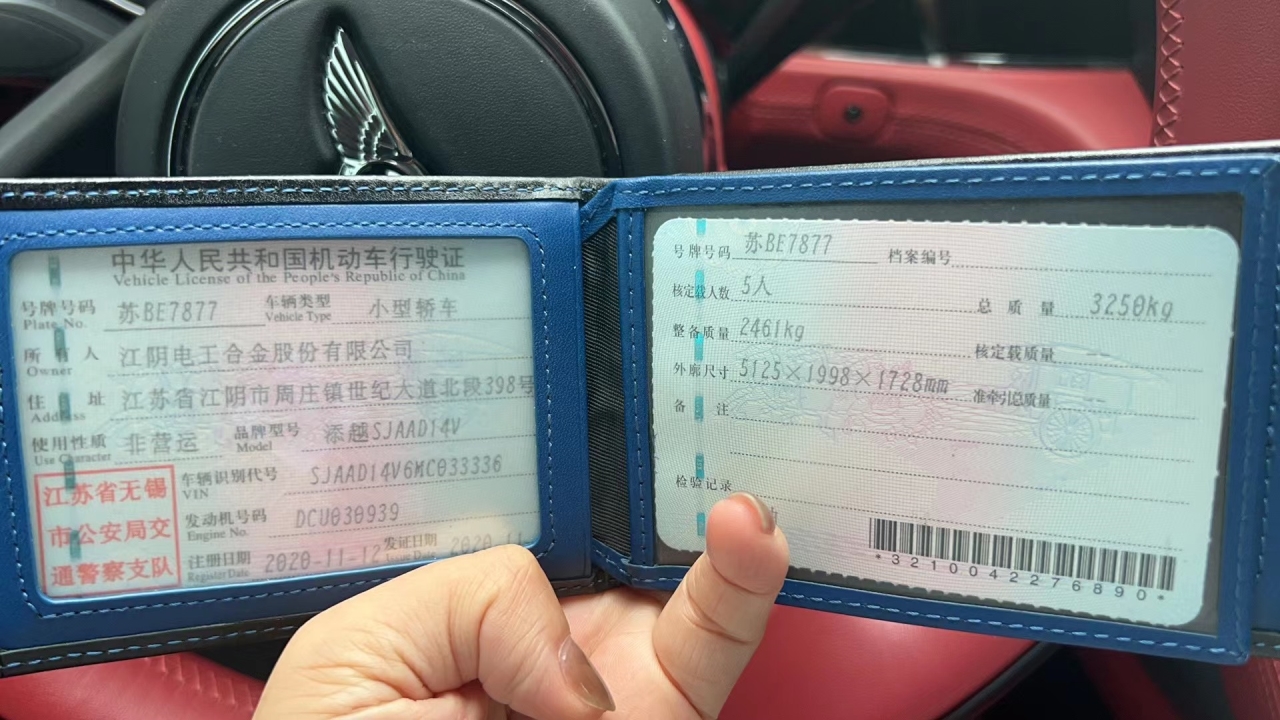 中华人民共和国机动车行驶证
Vehicle License of the People's Republic of China
号牌号码 苏BE7877 车辆类型 小型轿车
Plate No. Vehicle Type
所有人 江阴电工合金股份有限公司
Owner
住址 江苏省江阴市周庄镇世纪大道北段398号
Address
使用性质 非营运 品牌型号 添越SJAAD14V
Use Character Model
江苏省无锡
市公安局交
通警察支队
车辆识别代号 SJAAD14V6MC033336
VIN
发动机号码 DCU030939
Engine No.
注册日期 2020-11-12 发证日期 2020-11
Register Date Issue Date
号牌号码 苏BE7877 档案编号
核定载人数 5人 总质量 3250kg
整备质量 2461kg 核定载质量 --
外廓尺寸 5125×1998×1728mm 准牵引总质量
备注
检验记录
*3210042276890*